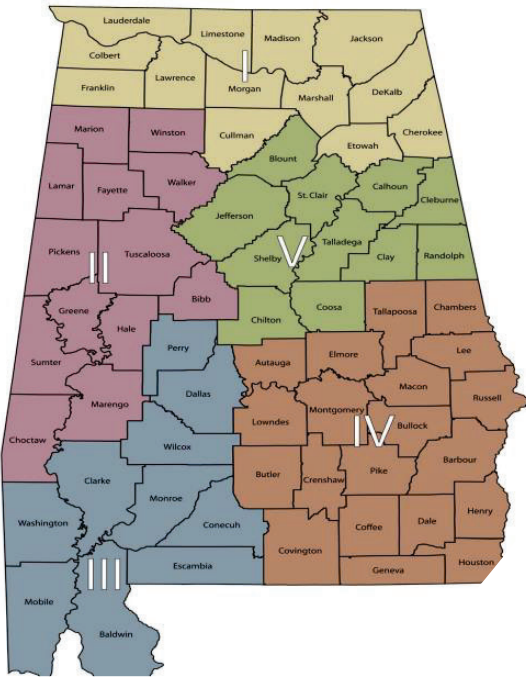 Lauderdale
Limestone
Madison
Jackson
Colbert
I
Lawrence
Franklin
Morgan
Marshall
DeKalb
Cullman
Etowah
Cherokee
Marion
Winston
Blount
Lamar
Fayette
Walker
St. Clair
Calhoun
Cleburne
Jefferson
Pickens
II
Tuscaloosa
Shelby
V
Talladega
Clay
Randolph
Bibb
Greene
Hale
Chilton
Coosa
Tallapoosa
Chambers
Perry
Sumter
Autauga
Elmore
Lee
Dallas
Macon
Marengo
Russell
Choctaw
Lowndes
Montgomery
IV
Bullock
Wilcox
Barbour
Clarke
Butler
Crenshaw
Pike
Monroe
Henry
Washington
Conecuh
Coffee
Dale
Covington
Houston
Escambia
Geneva
III
Mobile
Baldwin